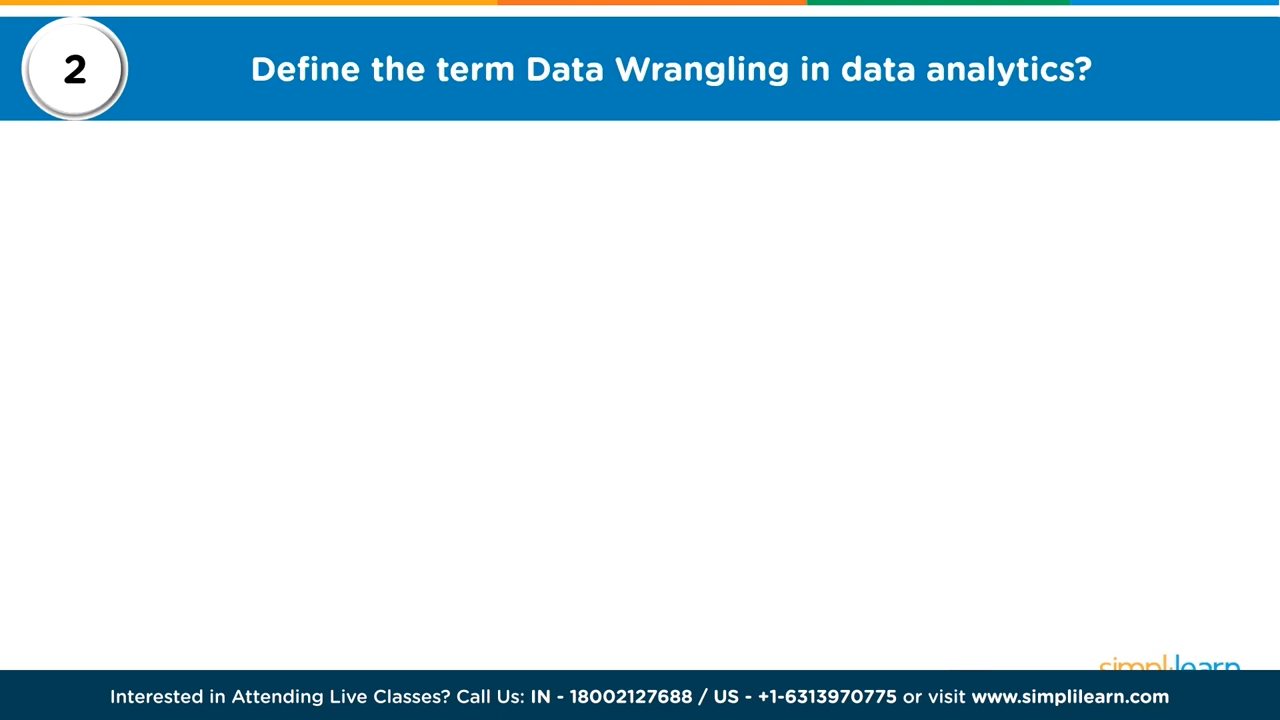 2
Define the term Data Wrangling in data analytics?
simplilearn
Interested in Attending Live Classes? Call Us: IN - 18002127688 / US - +1-6313970775 or visit www.simplilearn.com